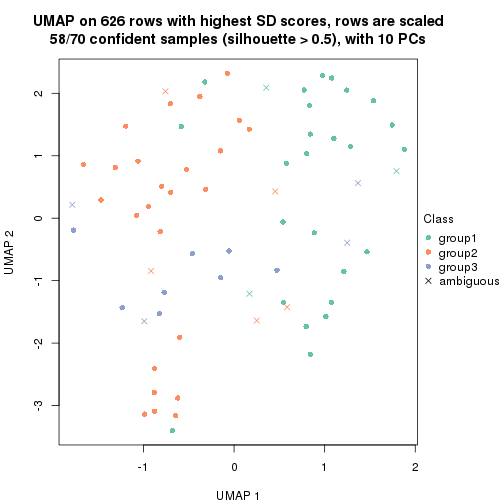 UMAP on 626 rows with highest SD scores, rows are scaled
58/70 confident samples (silhouette > 0.5), with 10 PCs
2
1
0
-1
-2
-3
UMAP 2
-1
0
1
2
UMAP 1
Class
group1
group2
group3
ambiguous